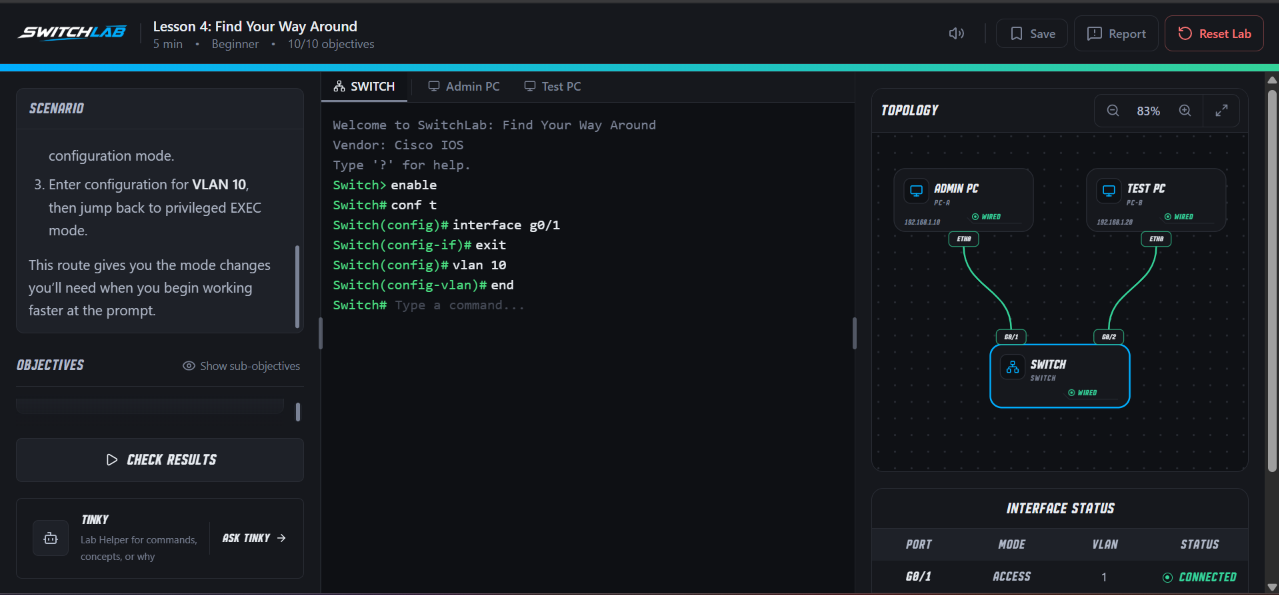 SWITCHLAB
Lesson 4: Find Your Way Around
5 min • Beginner • 10/10 objectives
Save
Report
Reset Lab
SCENARIO
configuration mode.
3. Enter configuration for VLAN 10,
then jump back to privileged EXEC
mode.
This route gives you the mode changes
you’ll need when you begin working
faster at the prompt.
OBJECTIVES
Show sub-objectives
CHECK RESULTS
TINKY
Lab Helper for commands,
concepts, or why
ASK TINKY →
SWITCH
Admin PC
Test PC
Welcome to SwitchLab: Find Your Way Around
Vendor: Cisco IOS
Type '?' for help.
Switch> enable
Switch# conf t
Switch(config)# interface g0/1
Switch(config-if)# exit
Switch(config)# vlan 10
Switch(config-vlan)# end
Switch# Type a command...
TOPOLOGY
83%
ADMIN PC
PC-A
WIRED
192.168.1.10
ETH0
TEST PC
PC-B
WIRED
192.168.1.20
ETH0
G0/1
G0/2
SWITCH
SWITCH
WIRED
INTERFACE STATUS
PORT MODE VLAN STATUS
G0/1 ACCESS 1 CONNECTED